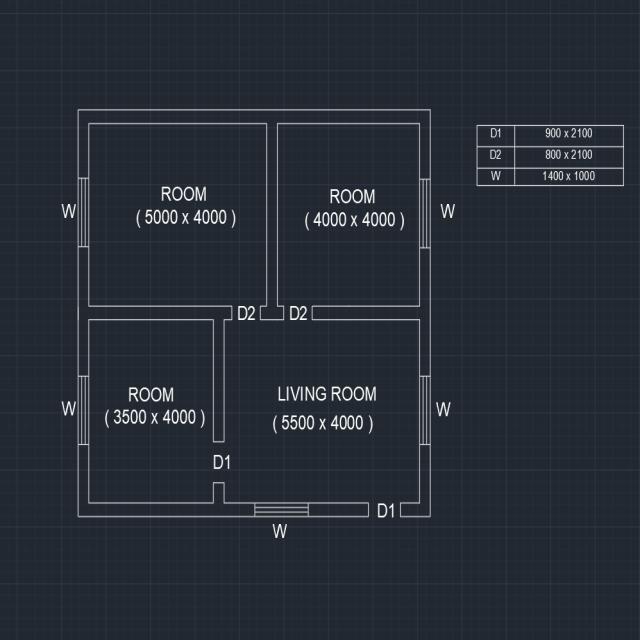 D1 900 x 2100
D2 800 x 2100
W 1400 x 1000
ROOM
( 5000 x 4000 )
ROOM
( 4000 x 4000 )
W
W
D2
D2
ROOM
( 3500 x 4000 )
LIVING ROOM
( 5500 x 4000 )
W
W
D1
D1
W